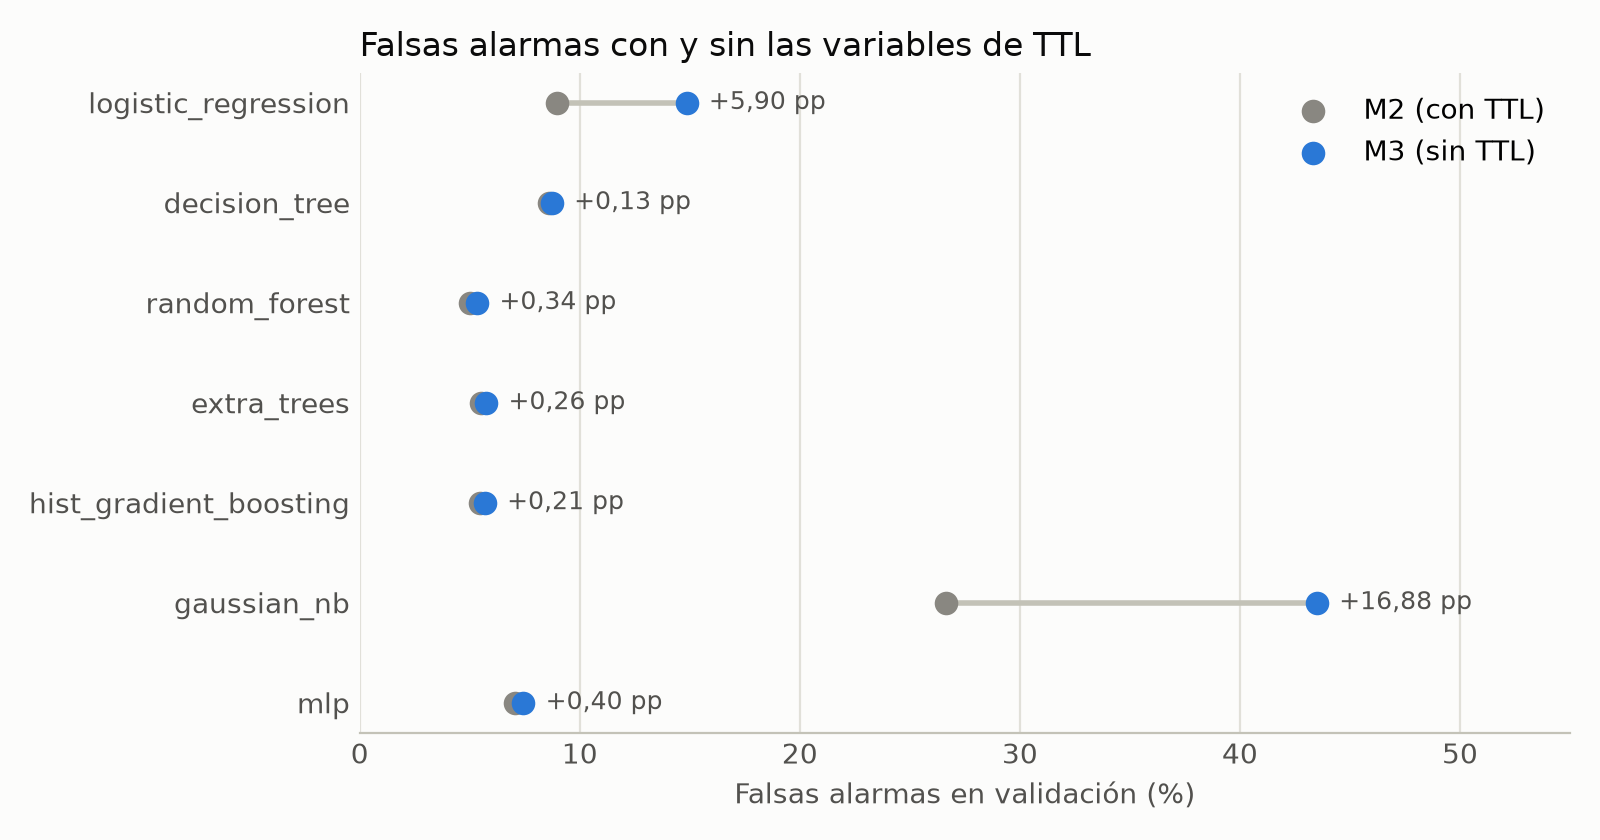 Falsas alarmas con y sin las variables de TTL
M2 (con TTL)
M3 (sin TTL)
logistic_regression
+5,90 pp
decision_tree
+0,13 pp
random_forest
+0,34 pp
extra_trees
+0,26 pp
hist_gradient_boosting
+0,21 pp
gaussian_nb
+16,88 pp
mlp
+0,40 pp
0 10 20 30 40 50
Falsas alarmas en validación (%)